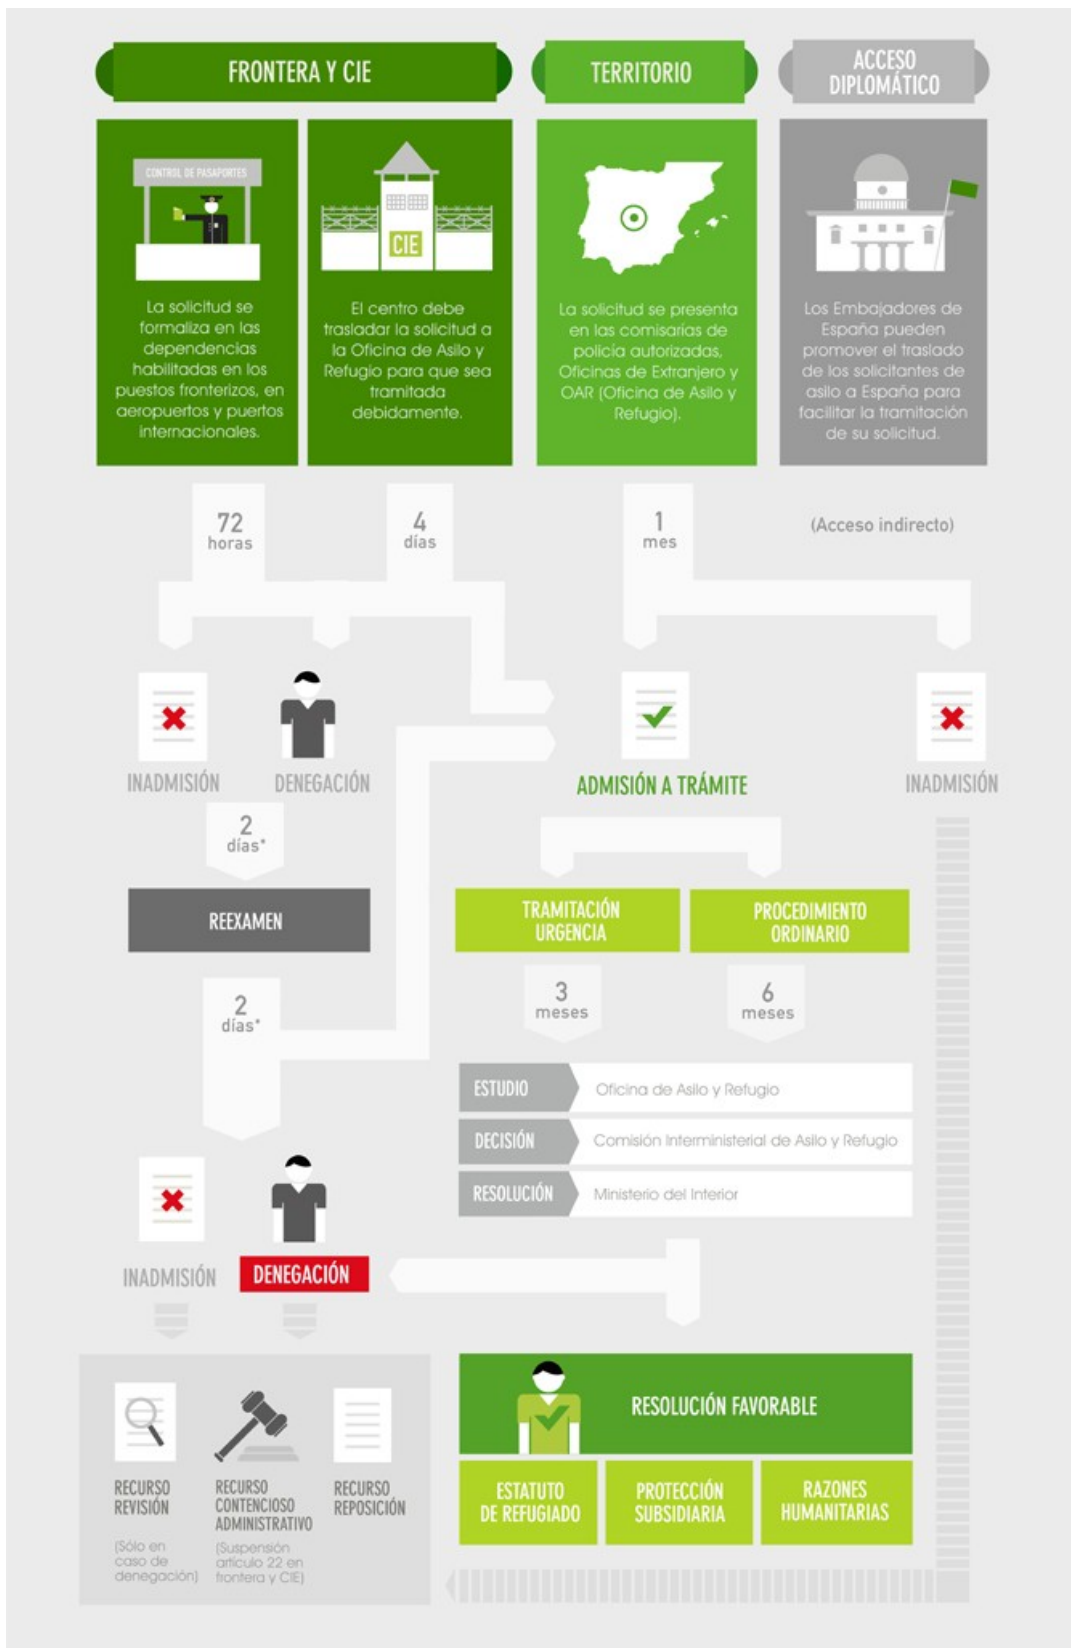 FRONTERA Y CIE
TERRITORIO
ACCESO
DIPLOMÁTICO
CONTROL DE PASAPORTES
La solicitud se
formaliza en las
dependencias
habilitadas en los
puestos fronterizos, en
aeropuertos y puertos
internacionales.
CIE
El centro debe
trasladar la solicitud a
la Oficina de Asilo y
Refugio para que sea
tramitada
debidamente.
La solicitud se presenta
en las comisarías de
policía autorizadas,
Oficinas de Extranjero y
OAR (Oficina de Asilo y
Refugio).
Los Embajadores de
España pueden
promover el traslado
de los solicitantes de
asilo a España para
facilitar la tramitación
de su solicitud.
72
horas
4
días
1
mes
(Acceso indirecto)
INADMISIÓN
DENEGACIÓN
ADMISIÓN A TRÁMITE
INADMISIÓN
2
días*
REEXAMEN
TRAMITACIÓN
URGENCIA
PROCEDIMIENTO
ORDINARIO
2
días*
3
meses
6
meses
ESTUDIO
Oficina de Asilo y Refugio
DECISIÓN
Comisión Interministerial de Asilo y Refugio
RESOLUCIÓN
Ministerio del Interior
INADMISIÓN
DENEGACIÓN
RESOLUCIÓN FAVORABLE
ESTATUTO
DE REFUGIADO
PROTECCIÓN
SUBSIDIARIA
RAZONES
HUMANITARIAS
RECURSO
REVISIÓN
(Sólo en
caso de
denegación)
RECURSO
CONTENCIOSO
ADMINISTRATIVO
(Suspensión
artículo 22 en
frontera y CIE)
RECURSO
REPOSICIÓN